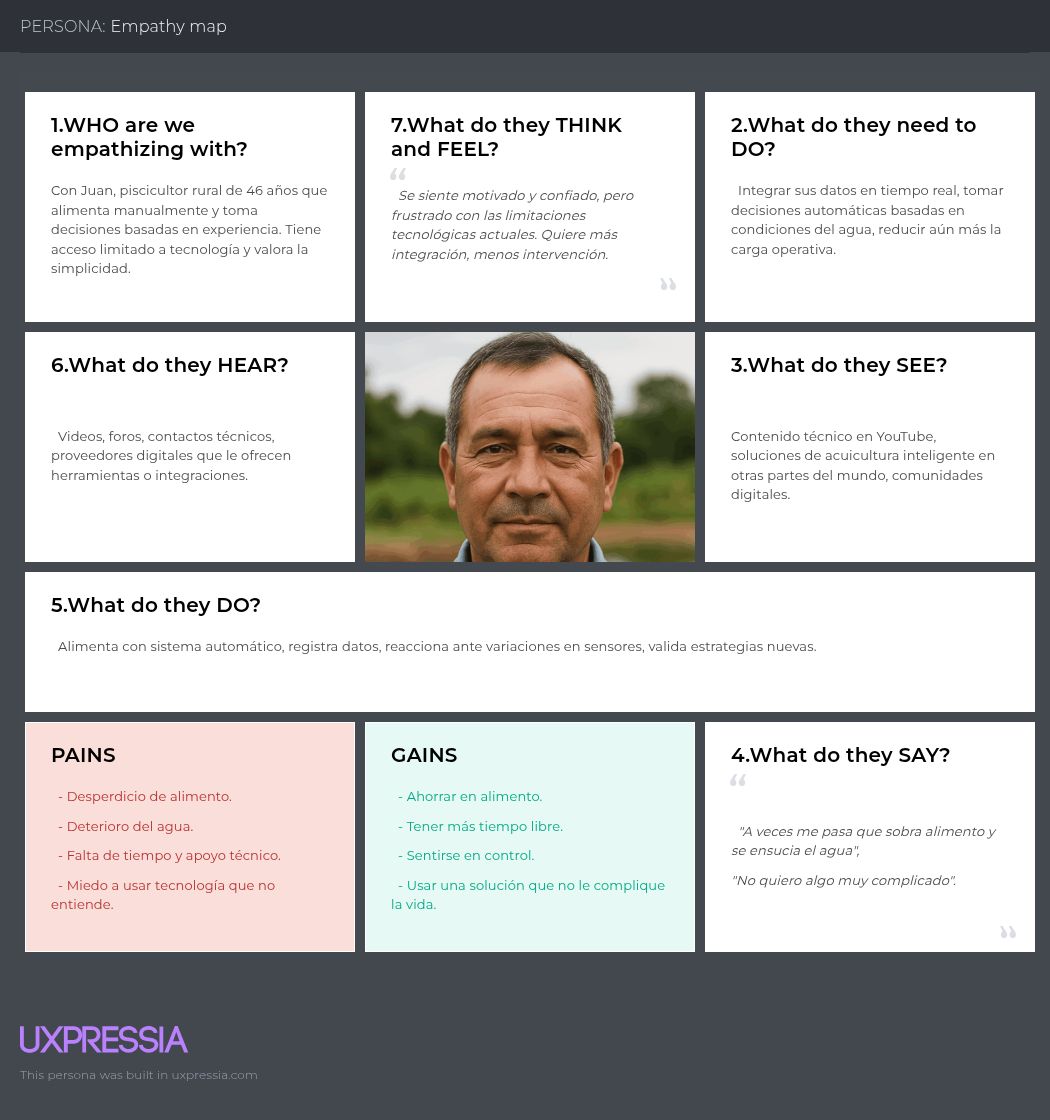 PERSONA: Empathy map
1.WHO are we
empathizing with?
Con Juan, piscicultor rural de 46 años que
alimenta manualmente y toma
decisiones basadas en experiencia. Tiene
acceso limitado a tecnología y valora la
simplicidad.
7.What do they THINK
and FEEL?
“
Se siente motivado y confiado, pero
frustrado con las limitaciones
tecnológicas actuales. Quiere más
integración, menos intervención.
”
2.What do they need to
DO?
Integrar sus datos en tiempo real, tomar
decisiones automáticas basadas en
condiciones del agua, reducir aún más la
carga operativa.
6.What do they HEAR?
Videos, foros, contactos técnicos,
proveedores digitales que le ofrecen
herramientas o integraciones.
3.What do they SEE?
Contenido técnico en YouTube,
soluciones de acuicultura inteligente en
otras partes del mundo, comunidades
digitales.
5.What do they DO?
Alimenta con sistema automático, registra datos, reacciona ante variaciones en sensores, valida estrategias nuevas.
PAINS
- Desperdicio de alimento.
- Deterioro del agua.
- Falta de tiempo y apoyo técnico.
- Miedo a usar tecnología que no
entiende.
GAINS
- Ahorrar en alimento.
- Tener más tiempo libre.
- Sentirse en control.
- Usar una solución que no le complique
la vida.
4.What do they SAY?
“
"A veces me pasa que sobra alimento y
se ensucia el agua",
"No quiero algo muy complicado".
”
UXPRESSIA
This persona was built in uxpressia.com